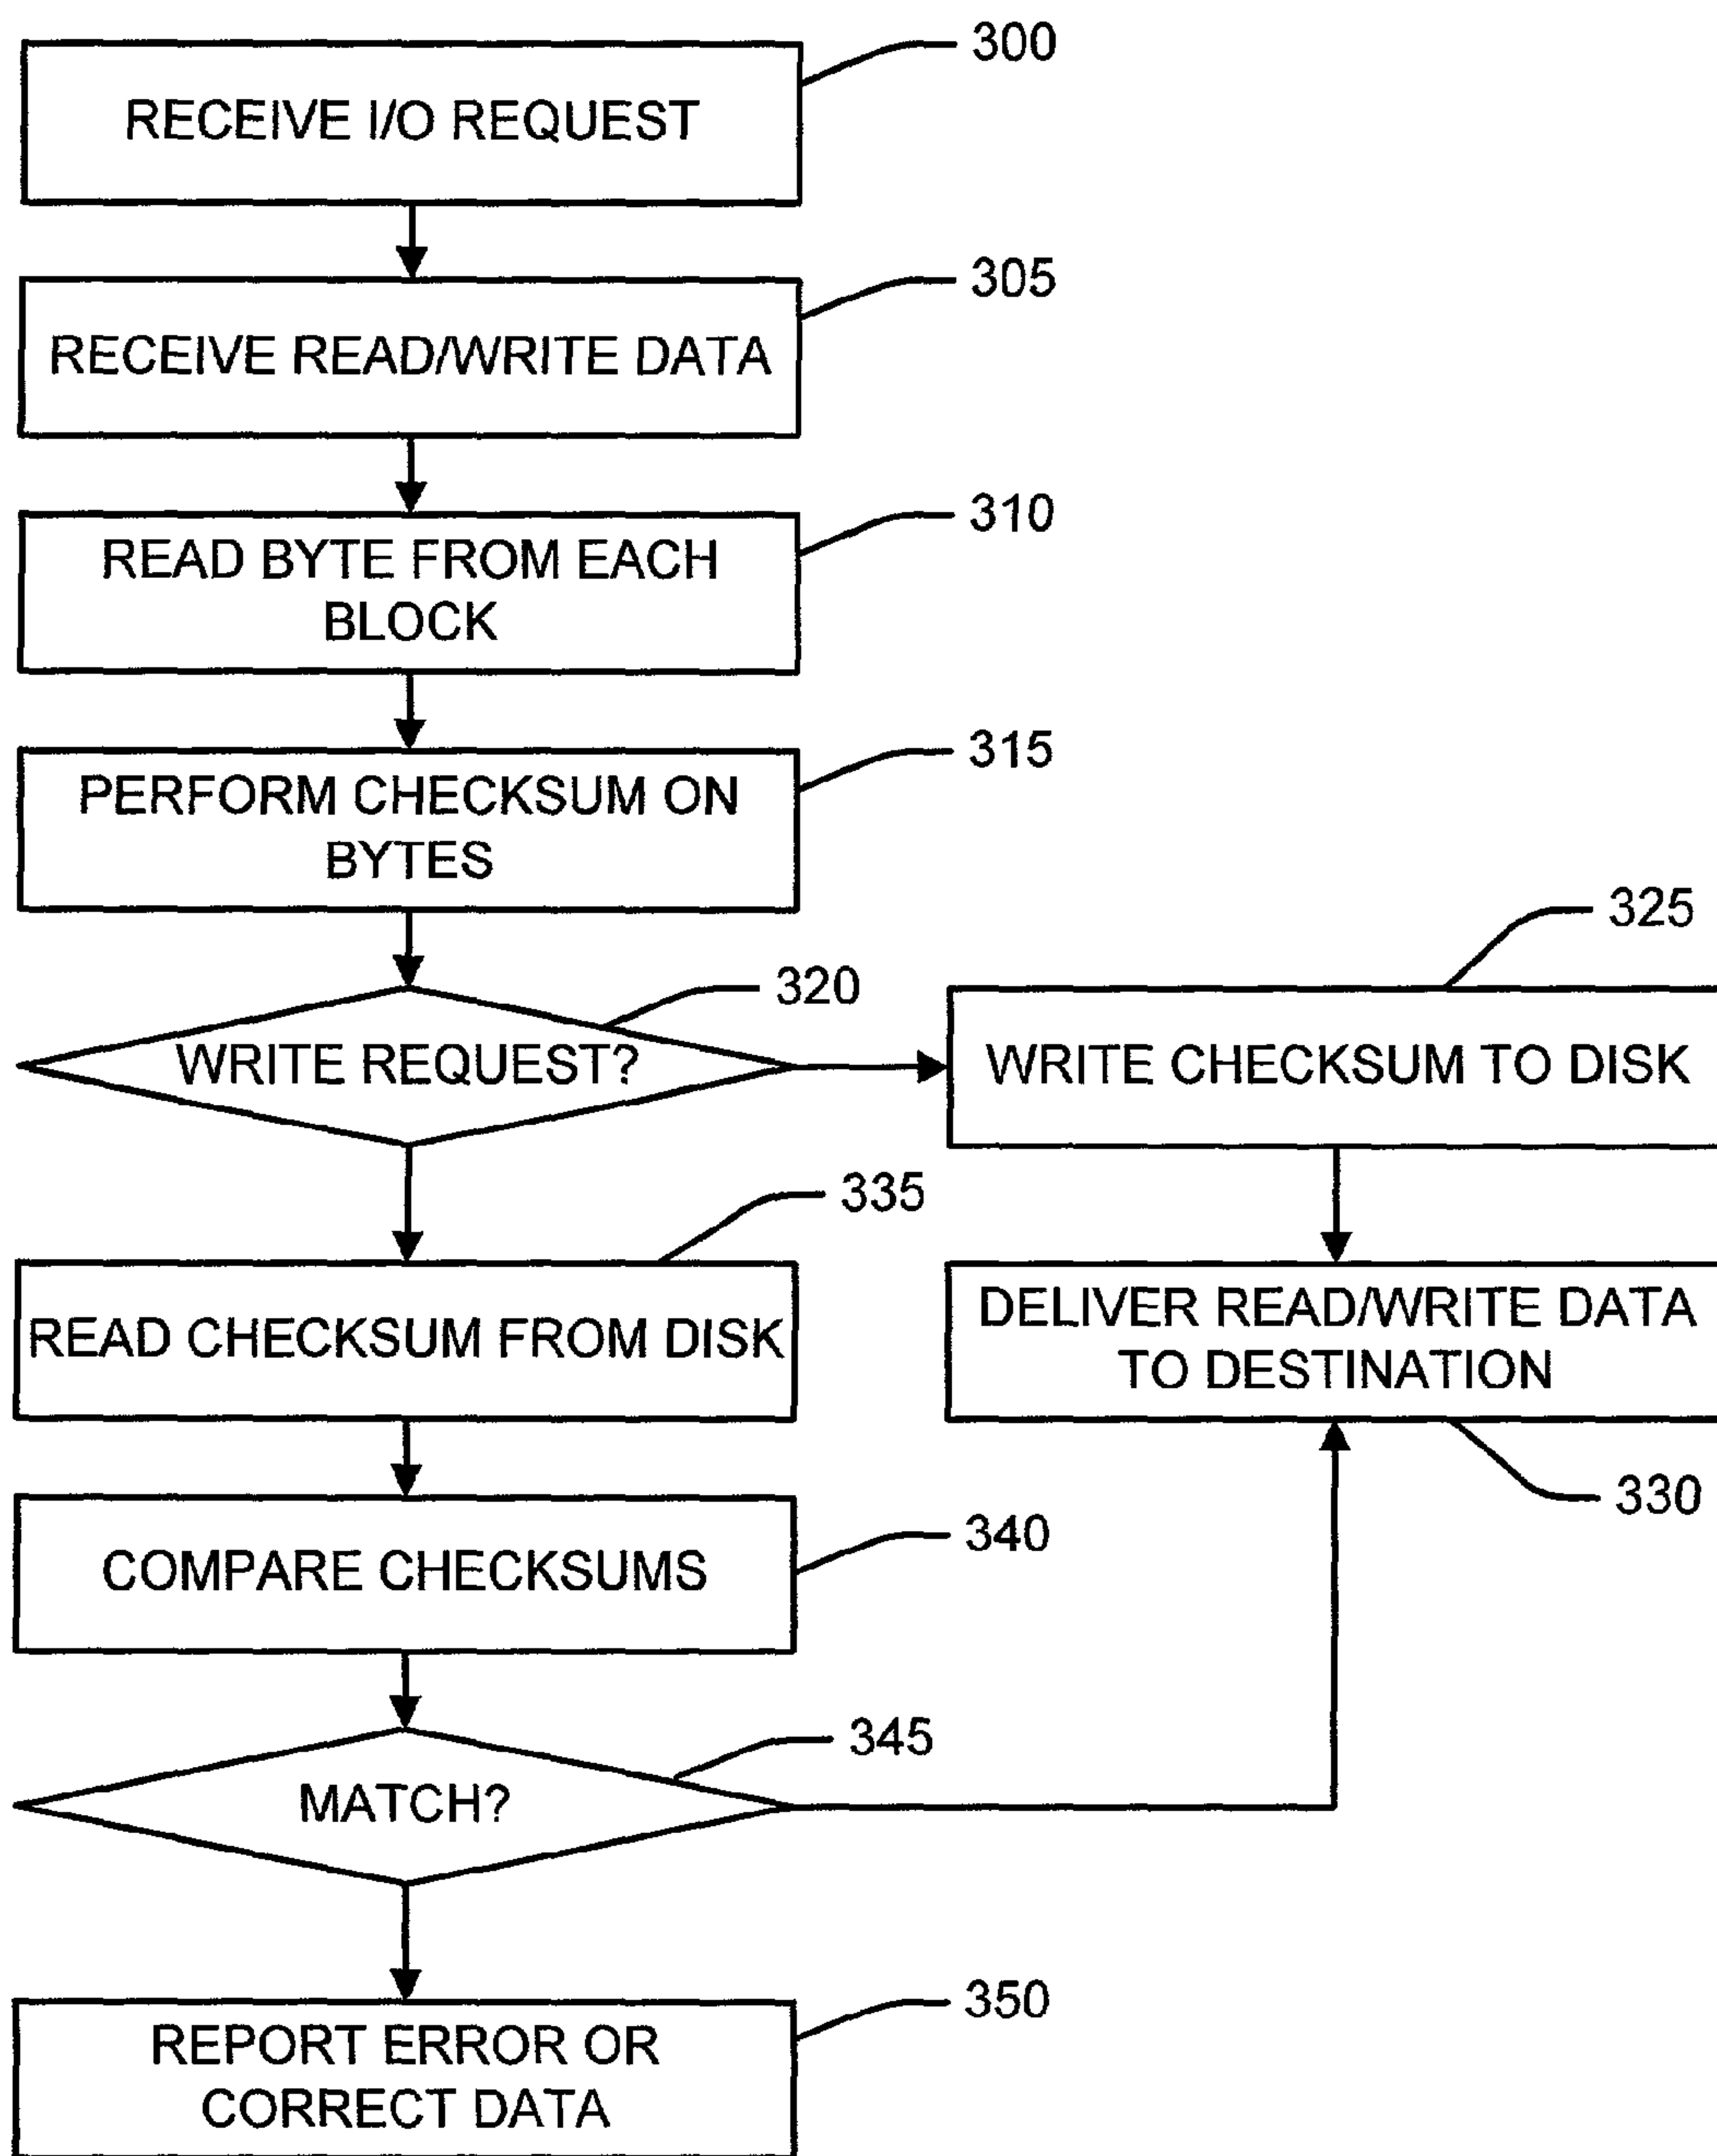 300
RECEIVE I/O REQUEST
305
RECEIVE READ/WRITE DATA
310
READ BYTE FROM EACH
BLOCK
315
PERFORM CHECKSUM ON
BYTES
320
WRITE REQUEST?
325
WRITE CHECKSUM TO DISK
335
READ CHECKSUM FROM DISK
DELIVER READ/WRITE DATA
TO DESTINATION
330
340
COMPARE CHECKSUMS
345
MATCH?
350
REPORT ERROR OR
CORRECT DATA